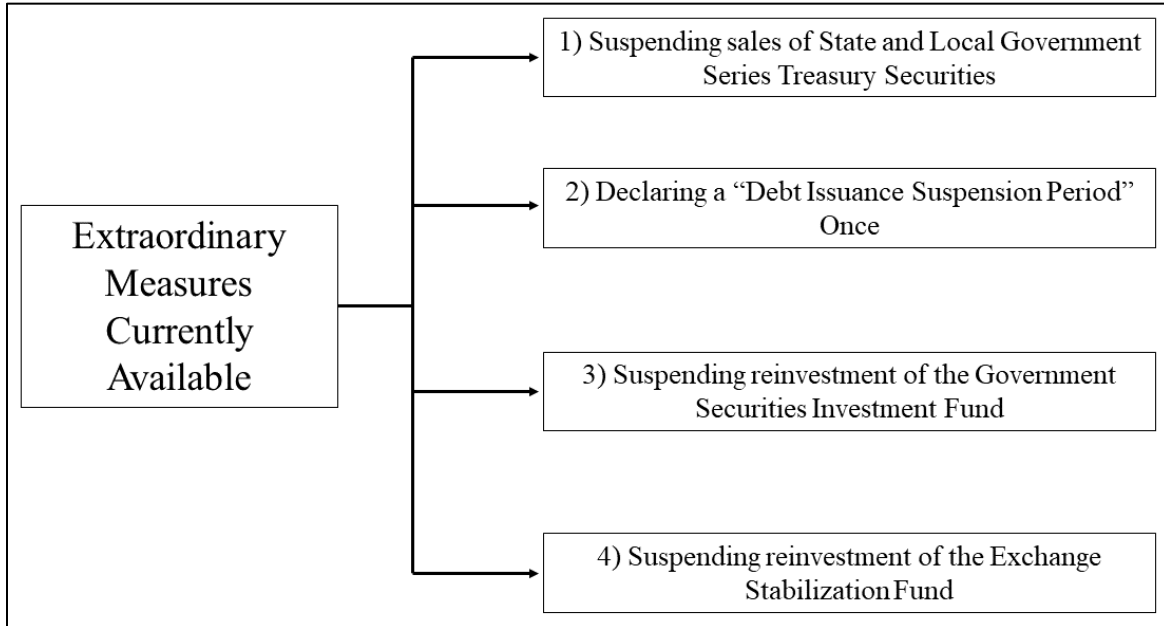 Extraordinary
Measures
Currently
Available
1) Suspending sales of State and Local Government
Series Treasury Securities
2) Declaring a “Debt Issuance Suspension Period”
Once
3) Suspending reinvestment of the Government
Securities Investment Fund
4) Suspending reinvestment of the Exchange
Stabilization Fund